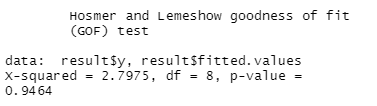 Hosmer and Lemeshow goodness of fit
(GOF) test
data: result$y, result$fitted.values
X-squared = 2.7975, df = 8, p-value =
0.9464